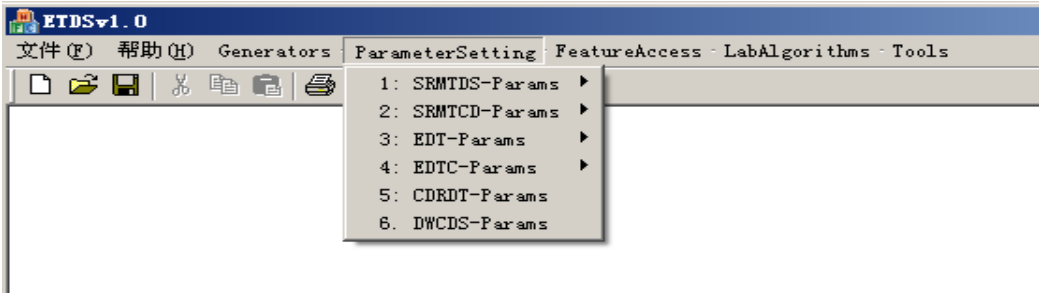 ETDSv1.0
文件(F) 帮助(H) Generators ParameterSetting FeatureAccess LabAlgorithms Tools
1: SRMTDS-Params
2: SRMTCD-Params
3: EDT-Params
4: EDTC-Params
5: CDRDT-Params
6. DWCDS-Params